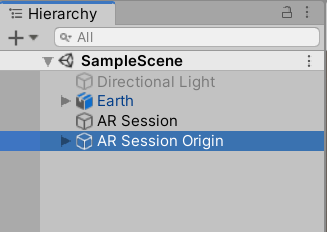 Hierarchy
All
SampleScene
Directional Light
Earth
AR Session
AR Session Origin